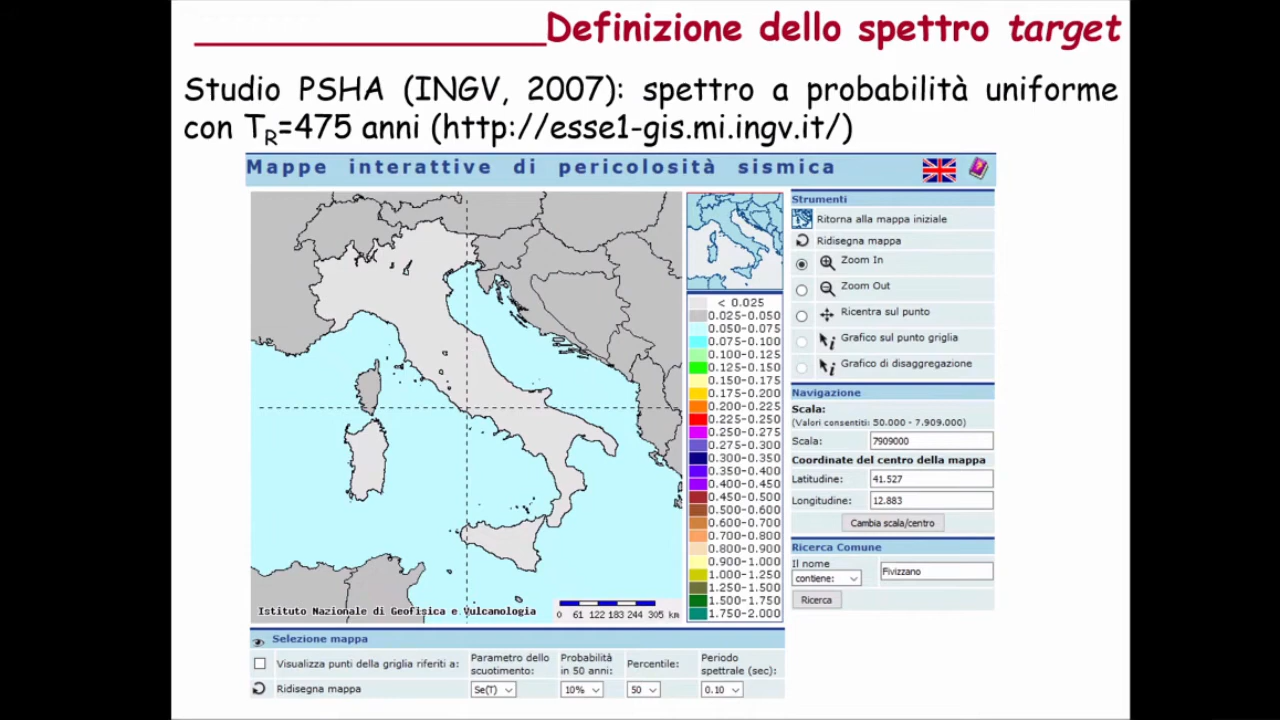 Definizione dello spettro target
Studio PSHA (INGV, 2007): spettro a probabilità uniforme
con TR=475 anni (http://esse1-gis.mi.ingv.it/)
Mappe interattive di pericolosità sismica
< 0.025
0.025-0.050
0.050-0.075
0.075-0.100
0.100-0.125
0.125-0.150
0.150-0.175
0.175-0.200
0.200-0.225
0.225-0.250
0.250-0.275
0.275-0.300
0.300-0.350
0.350-0.400
0.400-0.450
0.450-0.500
0.500-0.600
0.600-0.700
0.700-0.800
0.800-0.900
0.900-1.000
1.000-1.250
1.250-1.500
1.500-1.750
1.750-2.000
Istituto Nazionale di Geofisica e Vulcanologia
0 61 122 183 244 305 km
Strumenti
Ritorna alla mappa iniziale
Ridisegna mappa
Zoom In
Zoom Out
Ricentra sul punto
Grafico sul punto griglia
Grafico di disaggregazione
Navigazione
Scala:
(Valori consentiti: 50.000 - 7.909.000)
Scala: 7909000
Coordinate del centro della mappa
Latitudine: 41.527
Longitudine: 12.883
Cambia scala/centro
Ricerca Comune
Il nome
contiene: Fivizzano
Ricerca
Selezione mappa
Visualizza punti della griglia riferiti a:
Parametro dello
scuotimento:
Probabilità
in 50 anni:
Percentile:
Periodo
spettrale (sec):
Ridisegna mappa
Se(T) 10% 50 0.10